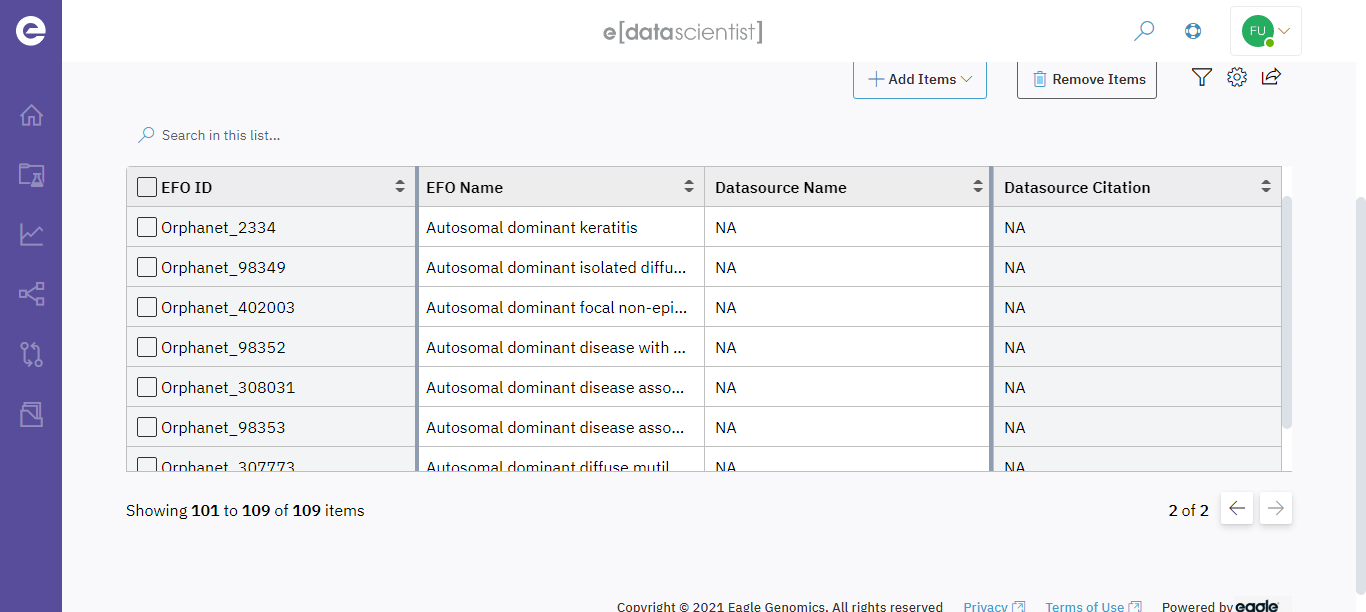 e[datascientist]
FU
Add Items
Remove Items
Search in this list...
EFO ID EFO Name Datasource Name Datasource Citation
Orphanet_2334 Autosomal dominant keratitis NA NA
Orphanet_98349 Autosomal dominant isolated diffu... NA NA
Orphanet_402003 Autosomal dominant focal non-epi... NA NA
Orphanet_98352 Autosomal dominant disease with ... NA NA
Orphanet_308031 Autosomal dominant disease asso... NA NA
Orphanet_98353 Autosomal dominant disease asso... NA NA
Orphanet_307773 Autosomal dominant diffuse mutil NA NA
Showing 101 to 109 of 109 items
2 of 2
Copyright © 2021 Eagle Genomics. All rights reserved Privacy Terms of Use Powered by eagle